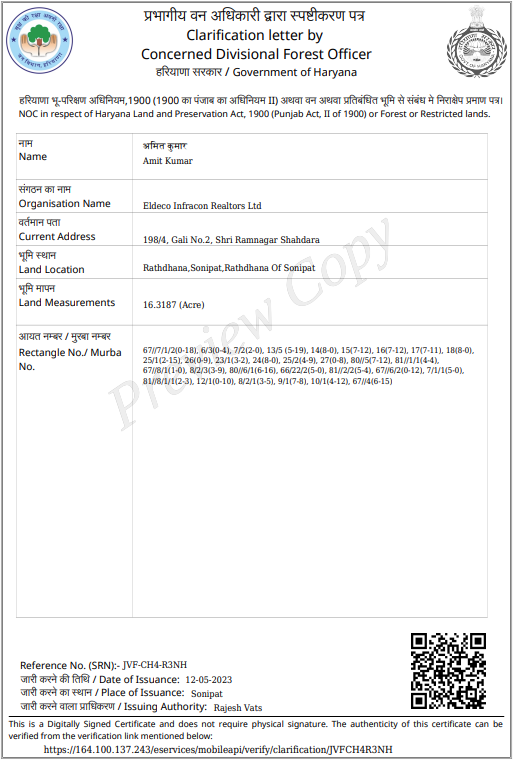 प्रभागीय वन अधिकारी द्वारा स्पष्टीकरण पत्र
Clarification letter by
Concerned Divisional Forest Officer
हरियाणा सरकार / Government of Haryana
हरियाणा भू-परिक्षण अधिनियम,1900 (1900 का पंजाब का अधिनियम II) अथवा वन अथवा प्रतिबंधित भूमि से संबंध मे निराक्षेप प्रमाण पत्र।
NOC in respect of Haryana Land and Preservation Act, 1900 (Punjab Act, II of 1900) or Forest or Restricted lands.
नाम
Name
अमित कुमार
Amit Kumar
संगठन का नाम
Organisation Name
Eldeco Infracon Realtors Ltd
वर्तमान पता
Current Address
198/4, Gali No.2, Shri Ramnagar Shahdara
भूमि स्थान
Land Location
Rathdhana,Sonipat,Rathdhana Of Sonipat
भूमि मापन
Land Measurements
16.3187 (Acre)
आयत नम्बर / मुरबा नम्बर
Rectangle No./ Murba
No.
67//7/1/2(0-18), 6/3(0-4), 7/2(2-0), 13/5 (5-19), 14(8-0), 15(7-12), 16(7-12), 17(7-11), 18(8-0),
25/1(2-15), 26(0-9), 23/1(3-2), 24(8-0), 25/2(4-9), 27(0-8), 80//5(7-12), 81//1/1(4-4),
67//8/1(1-0), 8/2/3(3-9), 80//6/1(6-16), 66/22/2(5-0), 81//2/2(5-4), 67//6/2(0-12), 7/1/1(5-0),
81//8/1/1(2-3), 12/1(0-10), 8/2/1(3-5), 9/1(7-8), 10/1(4-12), 67//4(6-15)
Preview Copy
Reference No. (SRN):- JVF-CH4-R3NH
जारी करने की तिथि / Date of Issuance: 12-05-2023
जारी करने का स्थान / Place of Issuance: Sonipat
जारी करने वाला प्राधिकरण / Issuing Authority: Rajesh Vats
This is a Digitally Signed Certificate and does not require physical signature. The authenticity of this certificate can be
verified from the verification link mentioned below:
https://164.100.137.243/eservices/mobileapi/verify/clarification/JVFCH4R3NH